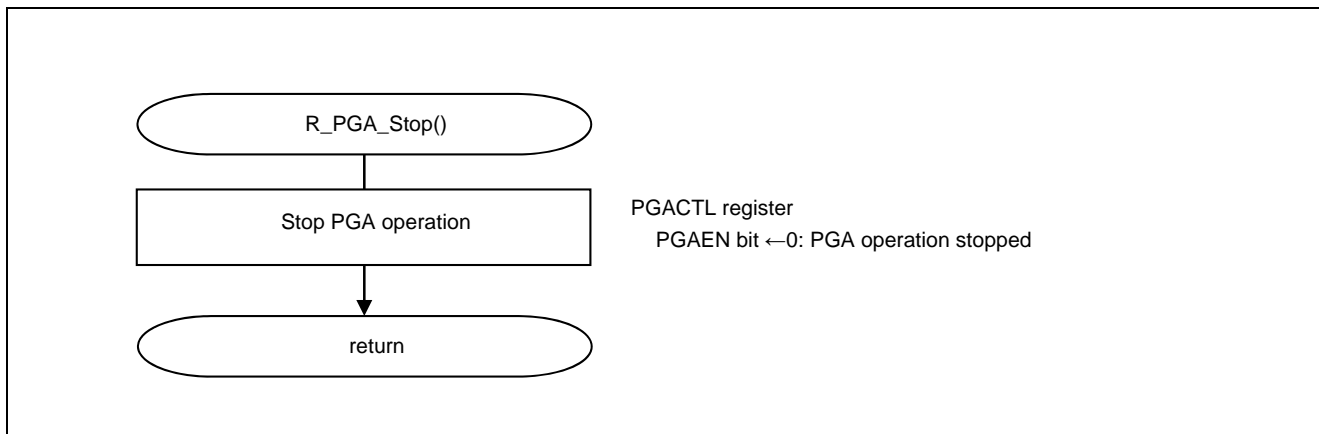 R_PGA_Stop()
Stop PGA operation
PGACTL register
PGAEN bit ←0: PGA operation stopped
return